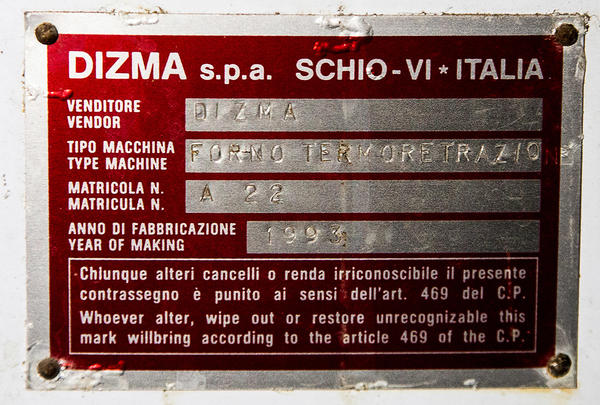 DIZMA s.p.a. SCHIO-VI * ITALIA
VENDITORE
VENDOR
DIZMA
TIPO MACCHINA
TYPE MACHINE
FORNO TERMORETRAZIONE
MATRICOLA N.
MATRICULA N.
A 22
ANNO DI FABBRICAZIONE
YEAR OF MAKING
1993
Chlunque alteri cancelli o renda irriconoscibile il presente
contrassegno è punito ai sensi dell'art. 469 del C.P.
Whoever alter, wipe out or restore unrecognizable this
mark willbring according to the article 469 of the C.P.